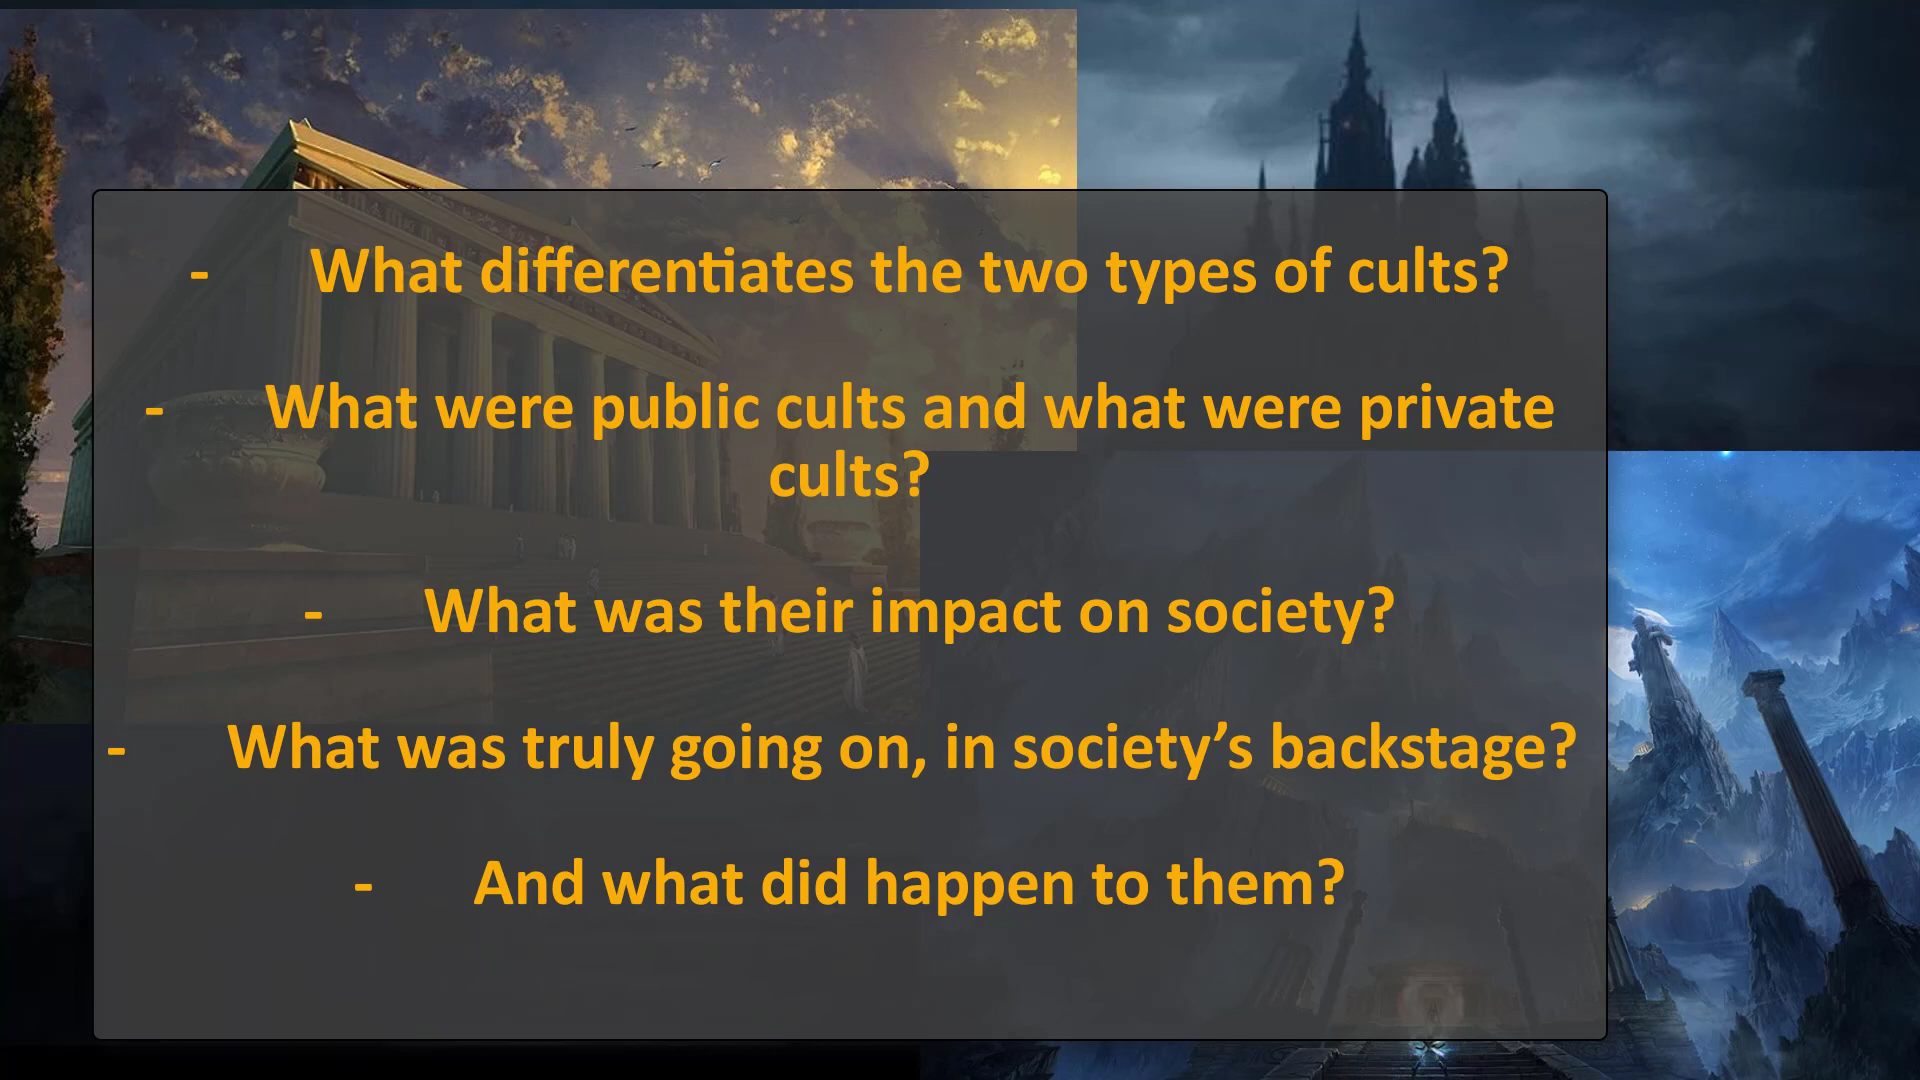 - What differentiates the two types of cults?
- What were public cults and what were private
cults?
- What was their impact on society?
- What was truly going on, in society’s backstage?
- And what did happen to them?